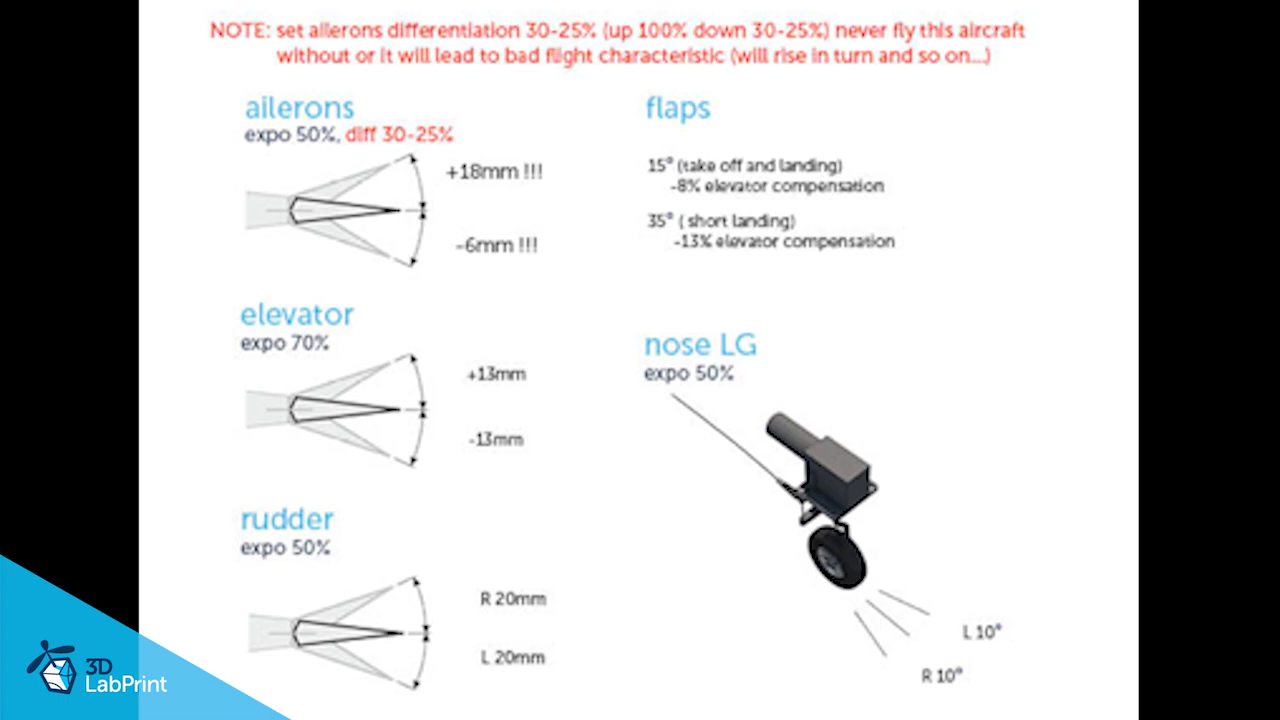 NOTE: set ailerons differentiation 30-25% (up 100% down 30-25%) never fly this aircraft
without or it will lead to bad flight characteristic (will rise in turn and so on...)
ailerons
expo 50%, diff 30-25%
+18mm !!!
-6mm !!!
elevator
expo 70%
+13mm
-13mm
rudder
expo 50%
R 20mm
L 20mm
flaps
15° (take off and landing)
-8% elevator compensation
35° ( short landing)
-13% elevator compensation
nose LG
expo 50%
L 10°
R 10°
3D
LabPrint